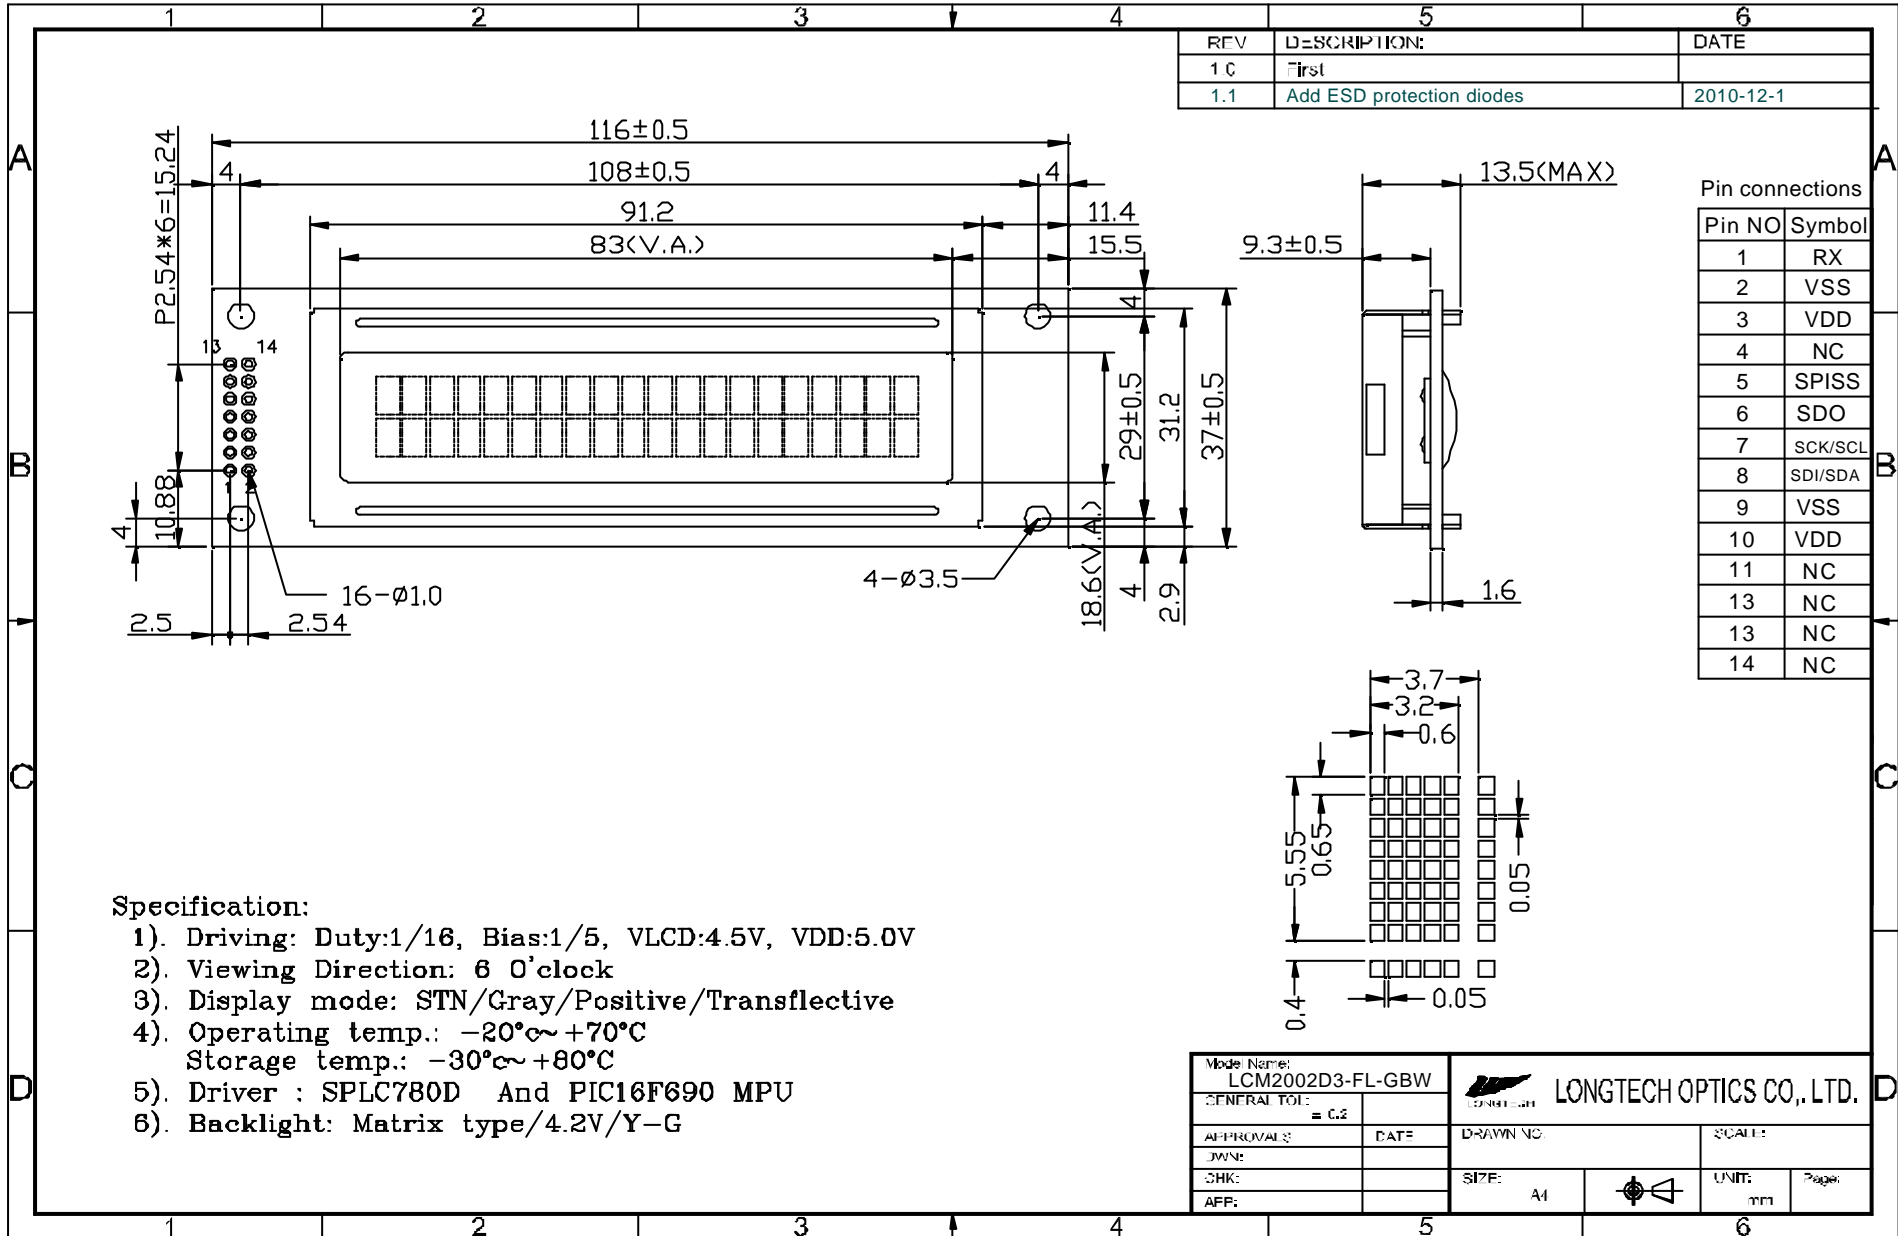 1 2 3 4 5 6
REV DESCRIPTION: DATE
1.0 First
1.1 Add ESD protection diodes 2010-12-1
A
A
B
B
C
C
D
D
116±0.5
4 108±0.5 4
91.2 11.4
83(V.A.) 15.5
P2.54*6=15.24
10.88
4
13 14
1 2
16-Ø1.0
2.5 2.54
4-Ø3.5
4
29±0.5
31.2
37±0.5
18.6(V.A.)
4
2.9
13.5(MAX)
9.3±0.5
1.6
Pin connections
Pin NO Symbol
1 RX
2 VSS
3 VDD
4 NC
5 SPISS
6 SDO
7 SCK/SCL
8 SDI/SDA
9 VSS
10 VDD
11 NC
13 NC
13 NC
14 NC
3.7
3.2
0.6
5.55
0.65
0.05
0.4
0.05
Specification:
1). Driving: Duty:1/16, Bias:1/5, VLCD:4.5V, VDD:5.0V
2). Viewing Direction: 6 O'clock
3). Display mode: STN/Gray/Positive/Transflective
4). Operating temp.: -20°c~+70°C
Storage temp.: -30°c~+80°C
5). Driver : SPLC780D And PIC16F690 MPU
6). Backlight: Matrix type/4.2V/Y-G
Model Name:
LCM2002D3-FL-GBW
GENERAL TOL:
APPROVALS DATE
DWN:
CHK:
APP:
LONGTECH
LONGTECH OPTICS CO,. LTD.
DRAWN NO. SCALE:
SIZE: A4
UNIT: mm
Page:
1 2 3 4 5 6